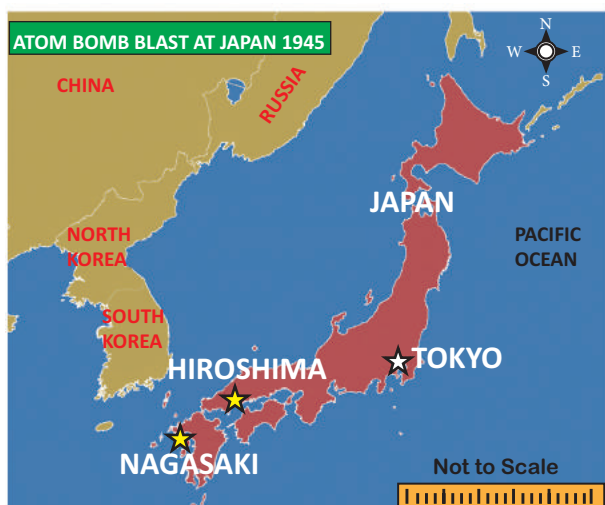 ATOM BOMB BLAST AT JAPAN 1945
N
W E
S
CHINA
RUSSIA
JAPAN
NORTH
KOREA
PACIFIC
OCEAN
SOUTH
KOREA
TOKYO
HIROSHIMA
NAGASAKI
Not to Scale